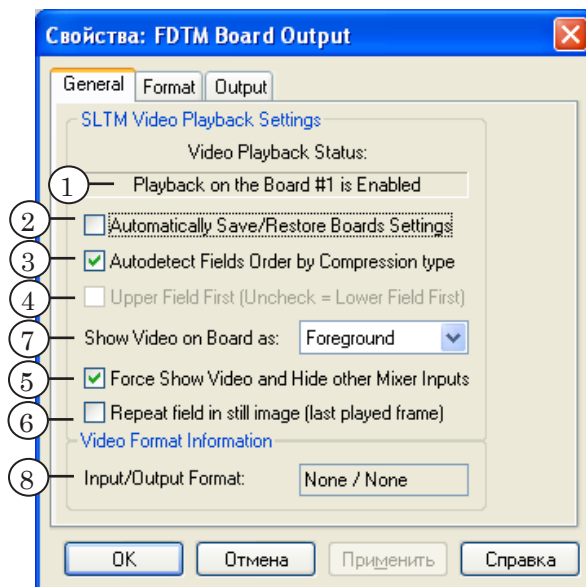 Свойства: FDTM Board Output
General Format Output
SLTM Video Playback Settings
Video Playback Status:
1 Playback on the Board #1 is Enabled
2 Automatically Save/Restore Boards Settings
3 Autodetect Fields Order by Compression type
4 Upper Field First (Uncheck = Lower Field First)
7 Show Video on Board as: Foreground
5 Force Show Video and Hide other Mixer Inputs
6 Repeat field in still image (last played frame)
Video Format Information
8 Input/Output Format: None / None
OK Отмена Применить Справка